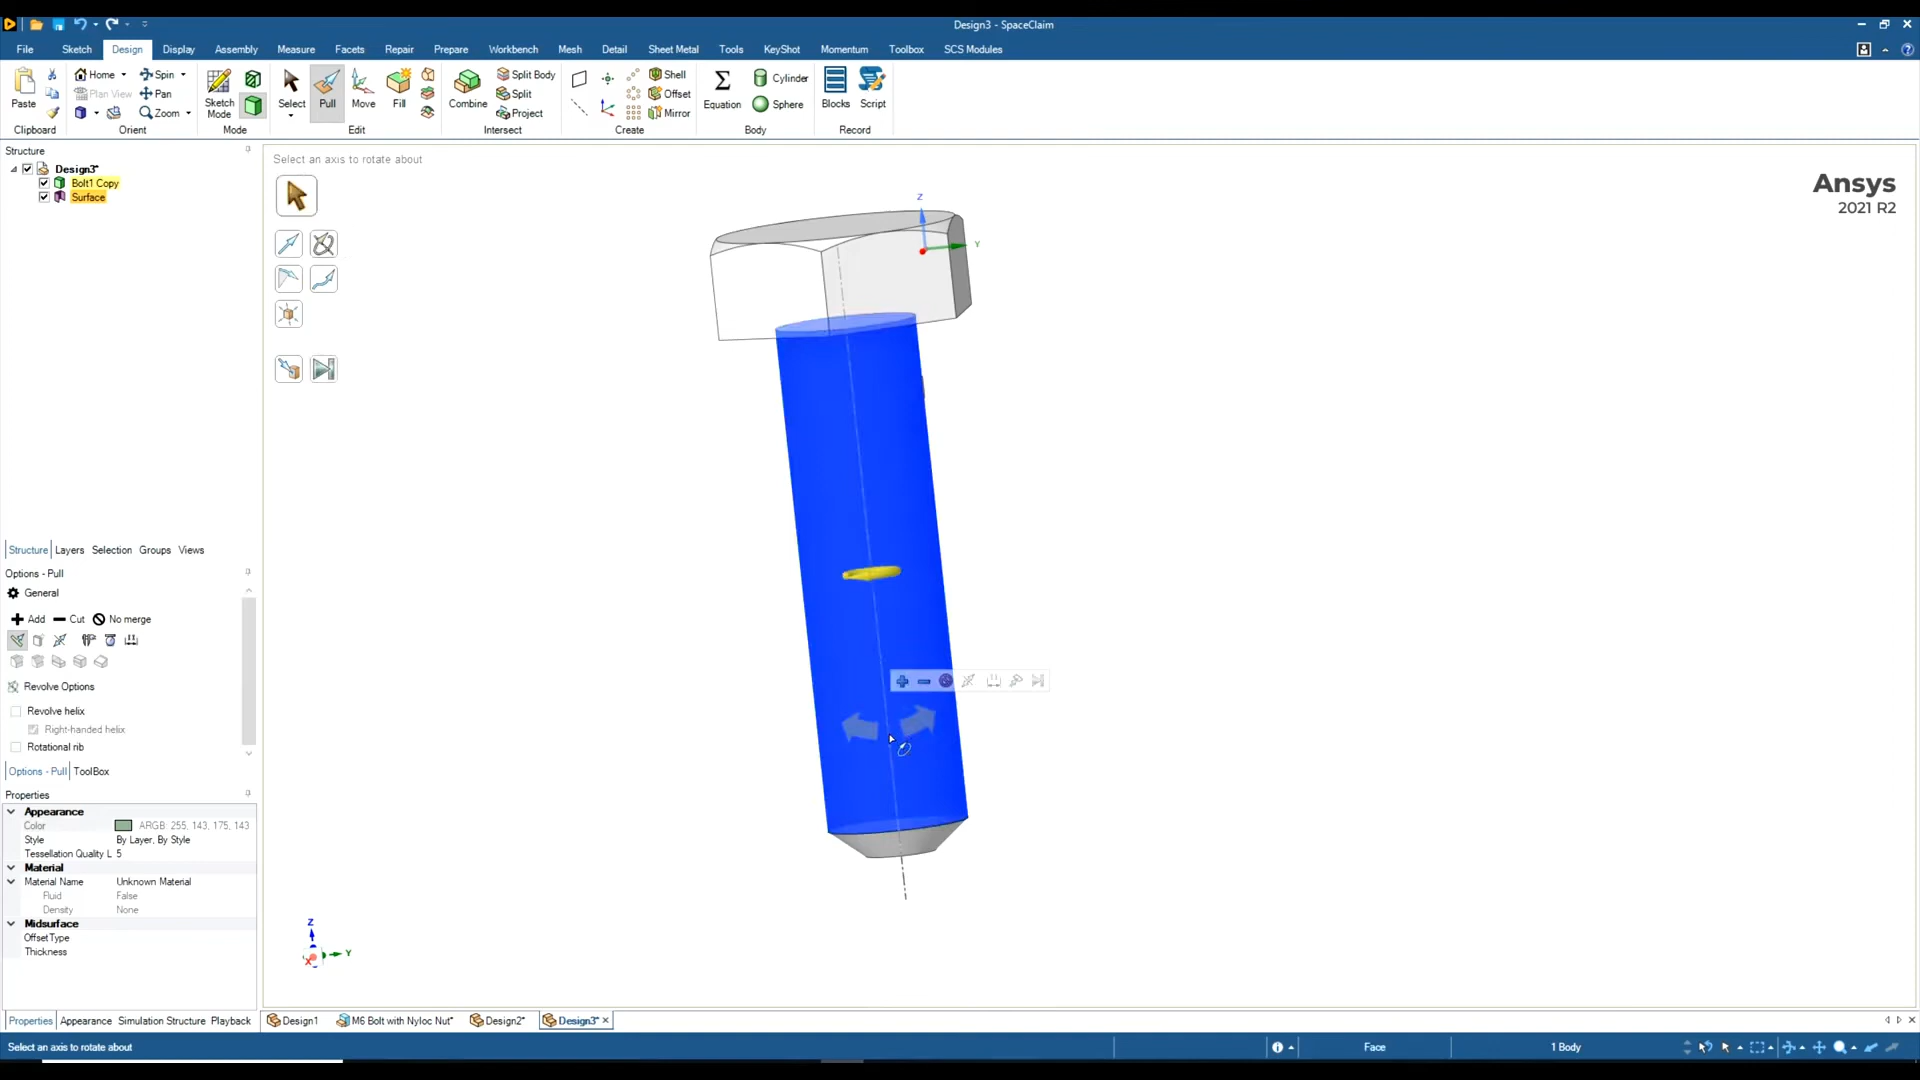 Design3 - SpaceClaim
File Sketch Design Display Assembly Measure Facets Repair Prepare Workbench Mesh Detail Sheet Metal Tools KeyShot Momentum Toolbox SCS Modules
Home Spin Split Body Shell Cylinder
Plan View Pan Split Offset
Paste Sketch Mode Select Pull Move Fill Combine Equation Sphere Blocks Script
Zoom Project Mirror
Clipboard Orient Mode Edit Intersect Create Body Record
Structure
Select an axis to rotate about
Design3*
Bolt1 Copy
Surface
Ansys
2021 R2
Z
Y
Structure Layers Selection Groups Views
Options - Pull
General
Add Cut No merge
Revolve Options
Revolve helix
Right-handed helix
Rotational rib
Options - Pull ToolBox
Properties
Appearance
Color ARGB: 255, 143, 175, 143
Style By Layer, By Style
Tessellation Quality L 5
Material
Material Name Unknown Material
Fluid False
Density None
Midsurface
OffsetType
Thickness
Z
Y
X
Properties Appearance Simulation Structure Playback
Design1 M6 Bolt with Nyloc Nut* Design2* Design3*
Select an axis to rotate about
Face
1 Body